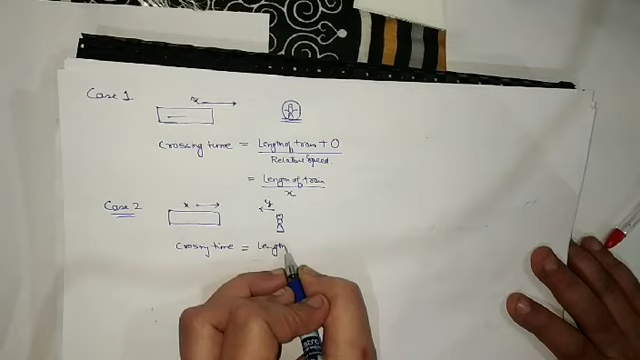 Case 1
x
Crossing time = Length of train + 0
Relative Speed
= Length of train
x
Case 2
x
y
Crossing time = Length